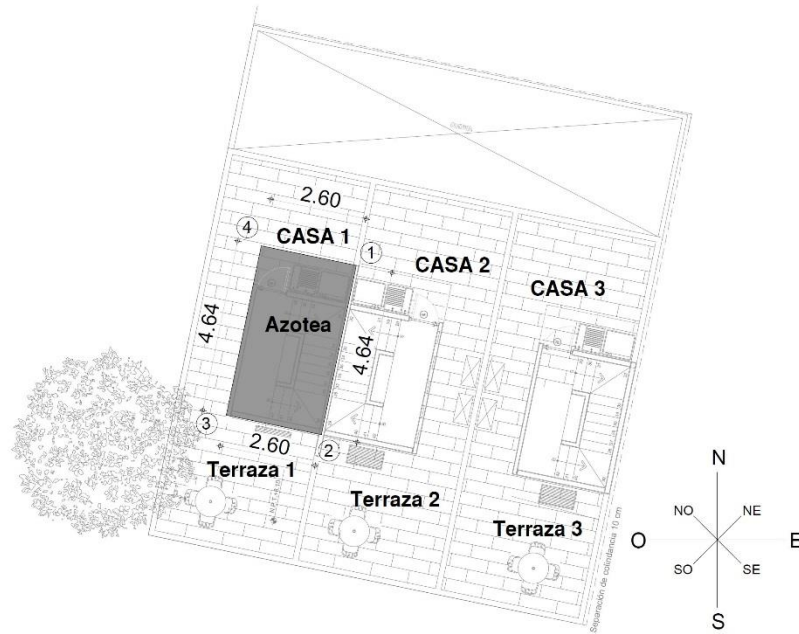 2.60
4
CASA 1
1
CASA 2
CASA 3
4.64
Azotea
4.64
3
2.60
2
Terraza 1
Terraza 2
Terraza 3
Separación de colindancia 10 cm
N
NO
NE
O
E
SO
SE
S